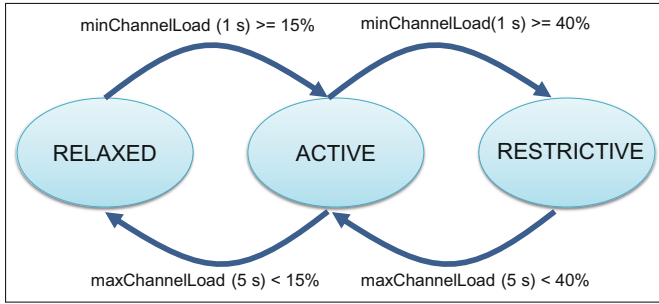 minChannelLoad (1 s) >= 15%
minChannelLoad(1 s) >= 40%
RELAXED
ACTIVE
RESTRICTIVE
maxChannelLoad (5 s) < 15%
maxChannelLoad (5 s) < 40%